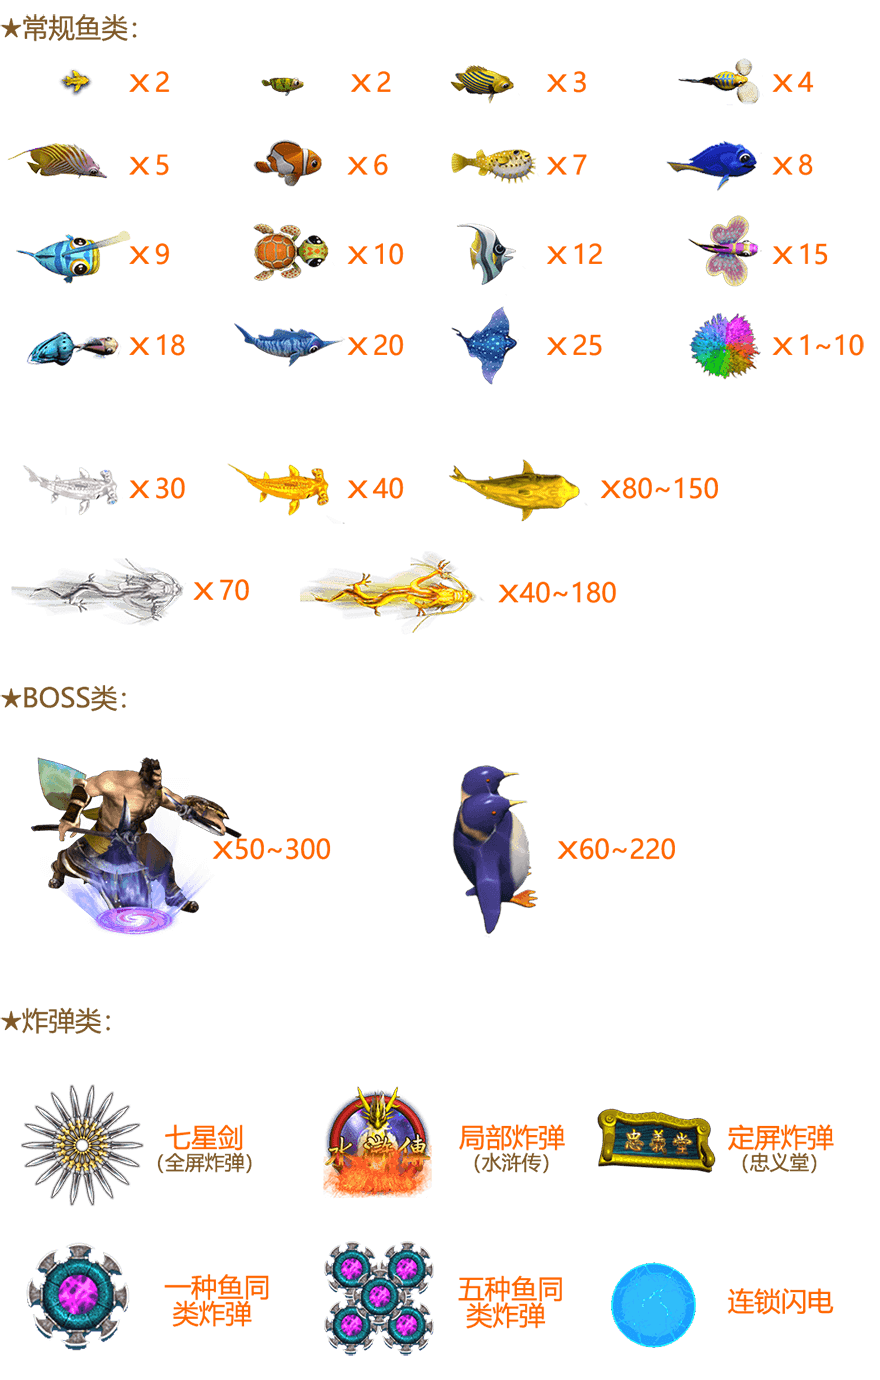 ★常规鱼类：
X2 X2 X3 X4
X5 X6 X7 X8
X9 X10 X12 X15
X18 X20 X25 X1~10
X30 X40 X80~150
X70 X40~180
★BOSS类：
X50~300 X60~220
★炸弹类：
七星剑
（全屏炸弹）
水滸傳
局部炸弹
（水浒传）
忠義堂
定屏炸弹
（忠义堂）
一种鱼同
类炸弹
五种鱼同
类炸弹
连锁闪电